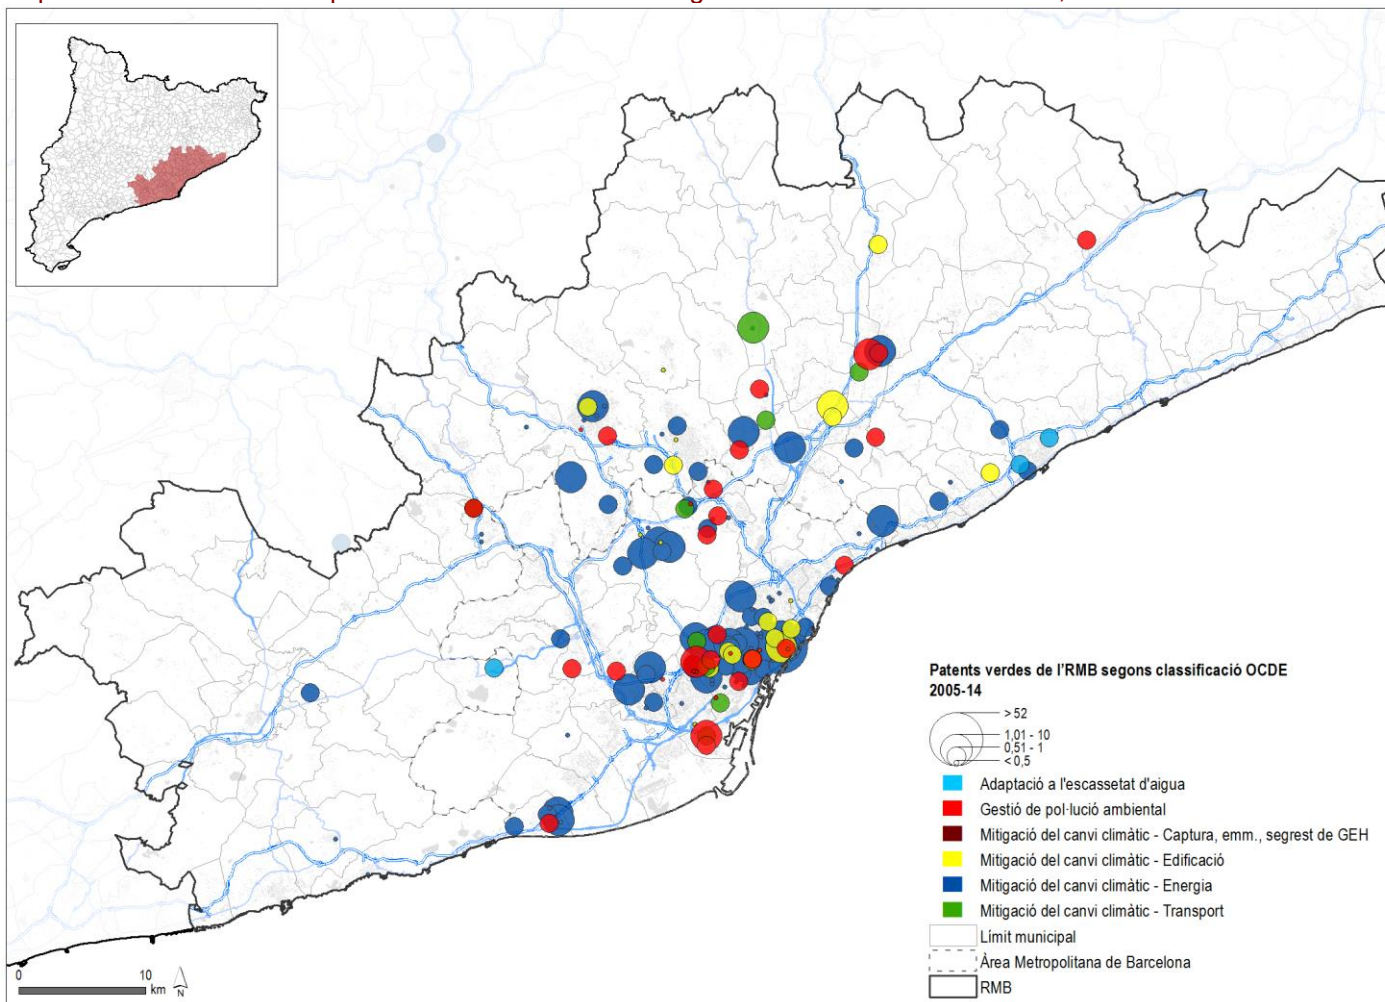 Patents verdes de l'RMB segons classificació OCDE
2005-14
> 52
1,01 - 10
0,51 - 1
< 0,5
Adaptació a l'escassetat d'aigua
Gestió de pol·lució ambiental
Mitigació del canvi climàtic - Captura, emm., segrest de GEH
Mitigació del canvi climàtic - Edificació
Mitigació del canvi climàtic - Energia
Mitigació del canvi climàtic - Transport
Límit municipal
Àrea Metropolitana de Barcelona
RMB
0 10
km N